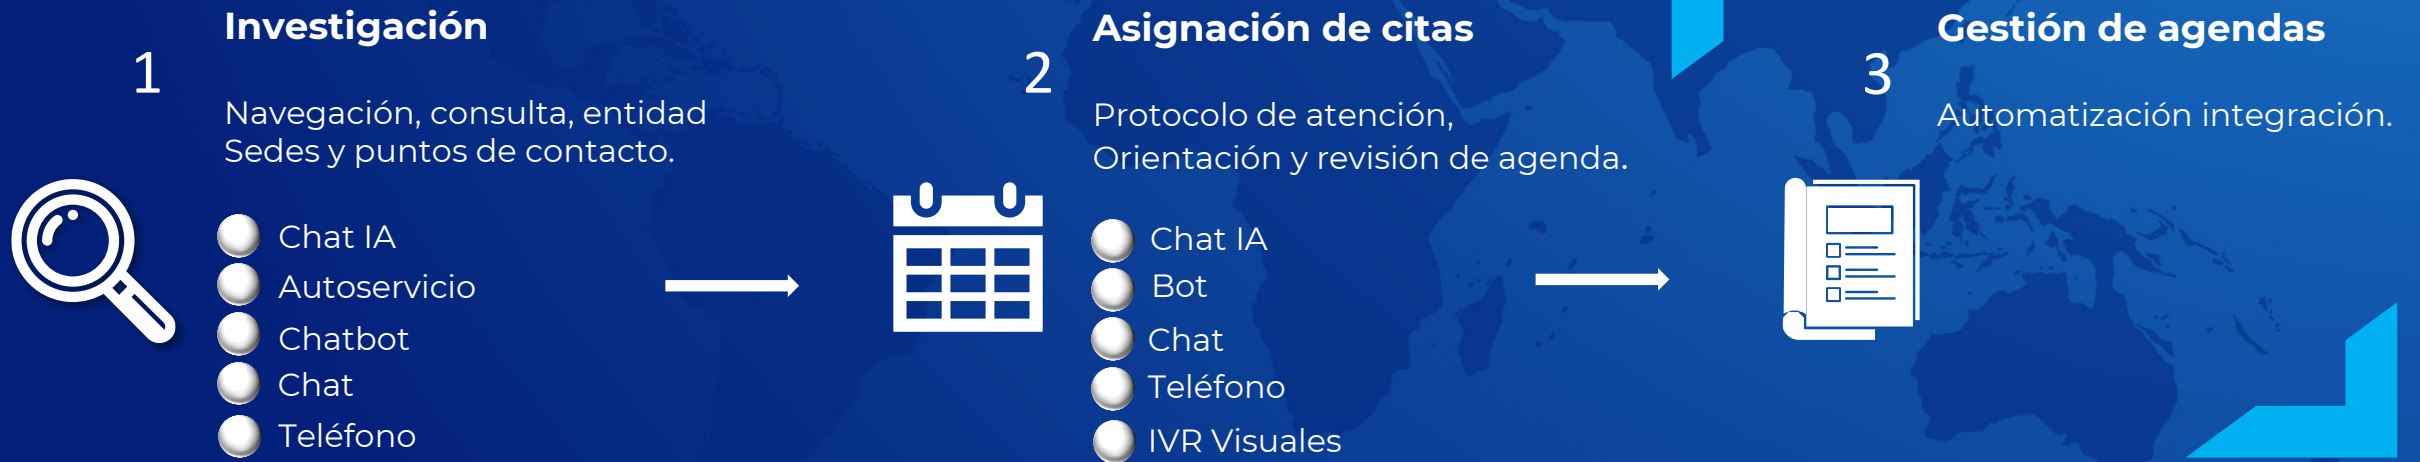 1
Investigación
Navegación, consulta, entidad
Sedes y puntos de contacto.
Chat IA
Autoservicio
Chatbot
Chat
Teléfono
2
Asignación de citas
Protocolo de atención,
Orientación y revisión de agenda.
Chat IA
Bot
Chat
Teléfono
IVR Visuales
3
Gestión de agendas
Automatización integración.